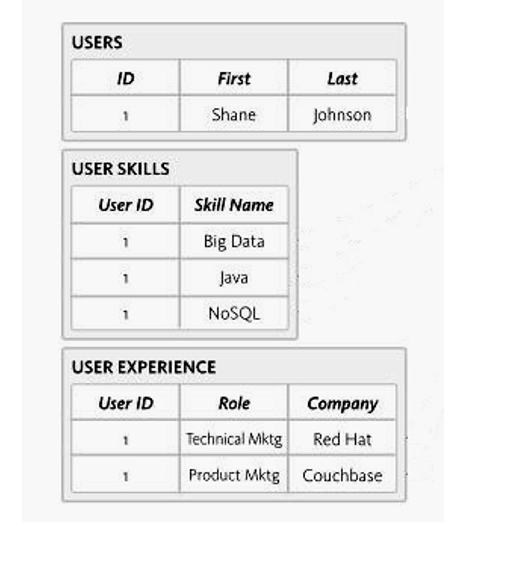 USERS
ID First Last
1 Shane Johnson
USER SKILLS
User ID Skill Name
1 Big Data
1 Java
1 NoSQL
USER EXPERIENCE
User ID Role Company
1 Technical Mktg Red Hat
1 Product Mktg Couchbase